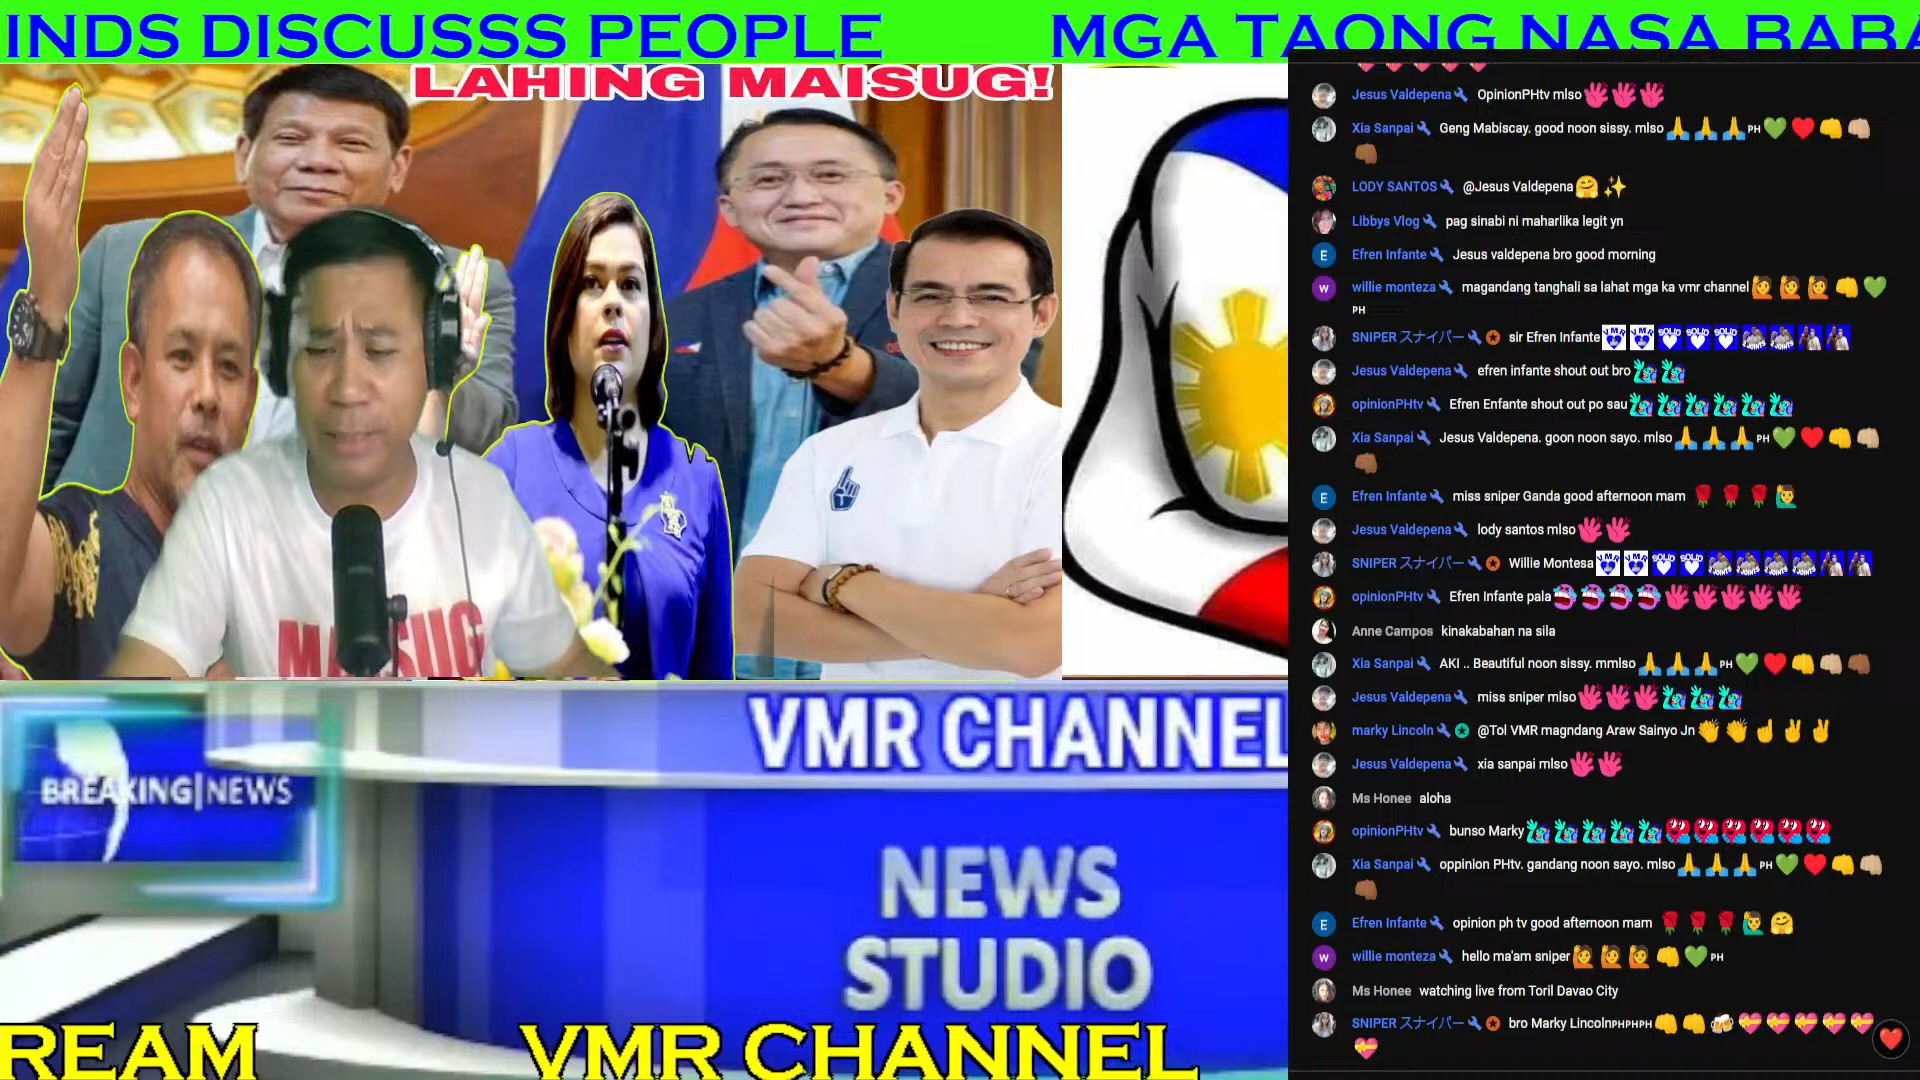 INDS DISCUSSS PEOPLE
MGA TAONG NASA BABA
LAHING MAISUG!
MAISUG
VMR CHANNEL
BREAKING|NEWS
NEWS
STUDIO
REAM
VMR CHANNEL
Jesus Valdepena OpinionPHtv mlso
Xia Sanpai Geng Mabiscay. good noon sissy. mlso 🙏🙏🙏PH💚❤️👊👊🏼
👊🏾
LODY SANTOS @Jesus Valdepena🤗✨
Libbys Vlog pag sinabi ni maharlika legit yn
E Efren Infante Jesus valdepena bro good morning
w willie monteza magandang tanghali sa lahat mga ka vmr channel🙋🙋🙋👊💚
PH
SNIPER スナイパー sir Efren Infante
Jesus Valdepena efren infante shout out bro
opinionPHtv Efren Enfante shout out po sau
Xia Sanpai Jesus Valdepena. goon noon sayo. mlso🙏🙏🙏PH💚❤️👊👊🏼
👊🏾
E Efren Infante miss sniper Ganda good afternoon mam 🌹🌹🌹🙋‍♂️
Jesus Valdepena lody santos mlso
SNIPER スナイパー Willie Montesa
opinionPHtv Efren Infante pala
Anne Campos kinakabahan na sila
Xia Sanpai AKI .. Beautiful noon sissy. mmlso🙏🙏🙏PH💚❤️👊👊🏼👊🏾
Jesus Valdepena miss sniper mlso
marky Lincoln @Tol VMR magndang Araw Sainyo Jn👏👏☝️✌️✌️
Jesus Valdepena xia sanpai mlso
Ms Honee aloha
opinionPHtv bunso Marky
Xia Sanpai oppinion PHtv. gandang noon sayo. mlso🙏🙏🙏PH💚❤️👊👊🏼
👊🏾
E Efren Infante opinion ph tv good afternoon mam 🌹🌹🌹🙋‍♂️🤗
w willie monteza hello ma'am sniper🙋🙋🙋👊💚PH
Ms Honee watching live from Toril Davao City
SNIPER スナイパー bro Marky LincolnPHPHPH👊👊🍻💝💝💝💝💝
💝